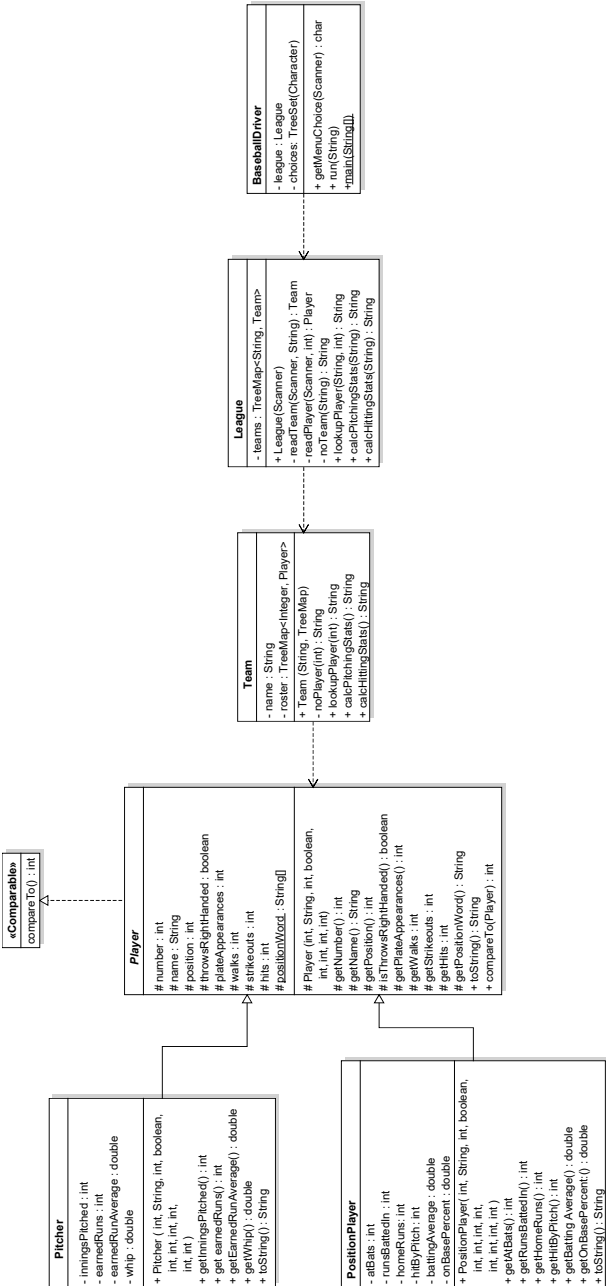 «Comparable»
compareTo() : int
Player
# number : int
# name : String
# position : int
# throwsRightHanded : boolean
# plateAppearances : int
# walks : int
# strikeouts : int
# hits : int
# positionWord : String[]
# Player (int, String, int, boolean,
int, int, int, int)
# getNumber() : int
# getName() : String
# getPosition() : int
# isThrowsRightHanded() : boolean
# getPlateAppearances() : int
# getWalks() : int
# getStrikeouts : int
# getHits : int
# getPositionWord() : String
+ toString() : String
+ compareTo(Player) : int
Team
- name : String
- roster : TreeMap<Integer, Player>
+ Team (String, TreeMap)
- noPlayer(int) : String
+ lookupPlayer(int) : String
+ calcPitchingStats() : String
+ calcHittingStats() : String
League
- teams : TreeMap<String, Team>
+ League(Scanner)
- readTeam(Scanner, String) : Team
- readPlayer(Scanner, int) : Player
- noTeam(String) : String
+ lookupPlayer(String, int) : String
+ calcPitchingStats(String) : String
+ calcHittingStats(String) : String
BaseballDriver
- league : League
- choices: TreeSet(Character)
+ getMenuChoice(Scanner) : char
+ run(String)
+main(String[])
Pitcher
- inningsPitched : int
- earnedRuns : int
- earnedRunAverage : double
- whip : double
+ Pitcher ( int, String, int, boolean,
int, int, int, int,
int, int )
+ getInningsPitched() : int
+ get earnedRuns() : int
+ getEarnedRunAverage() : double
+ getWhip() : double
+ toString() : String
PositionPlayer
- atBats : int
- runsBattedIn : int
- homeRuns: int
- hitByPitch: int
- battingAverage : double
- onBasePercent : double
+ PositionPlayer( int, String, int, boolean,
int, int, int, int,
int, int, int, int )
+ getAtBats() : int
+ getRunsBattedIn() : int
+ getHomeRuns() : int
+ getHitByPitch() : int
+ getBatting Average() : double
+ getOnBasePercent:() : double
+ toString() : String